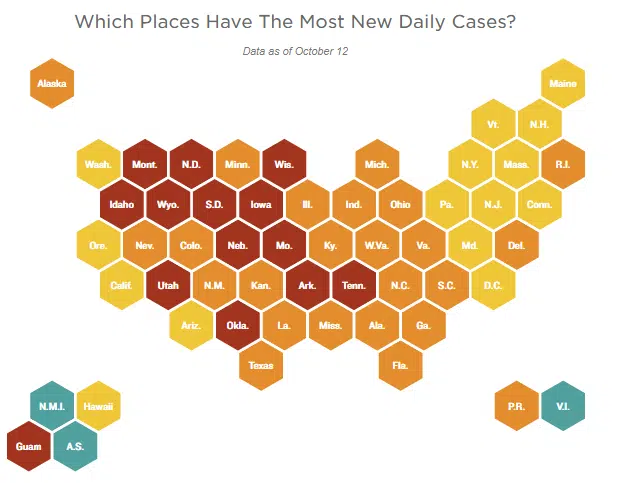 Which Places Have The Most New Daily Cases?
Data as of October 12
Alaska Maine
Vt. N.H.
Wash. Mont. N.D. Minn. Wis. Mich. N.Y. Mass. R.I.
Idaho Wyo. S.D. Iowa Ill. Ind. Ohio Pa. N.J. Conn.
Ore. Nev. Colo. Neb. Mo. Ky. W.Va. Va. Md. Del.
Calif. Utah N.M. Kan. Ark. Tenn. N.C. S.C. D.C.
Ariz. Okla. La. Miss. Ala. Ga.
Texas Fla.
N.M.I. Hawaii P.R. V.I.
Guam A.S.